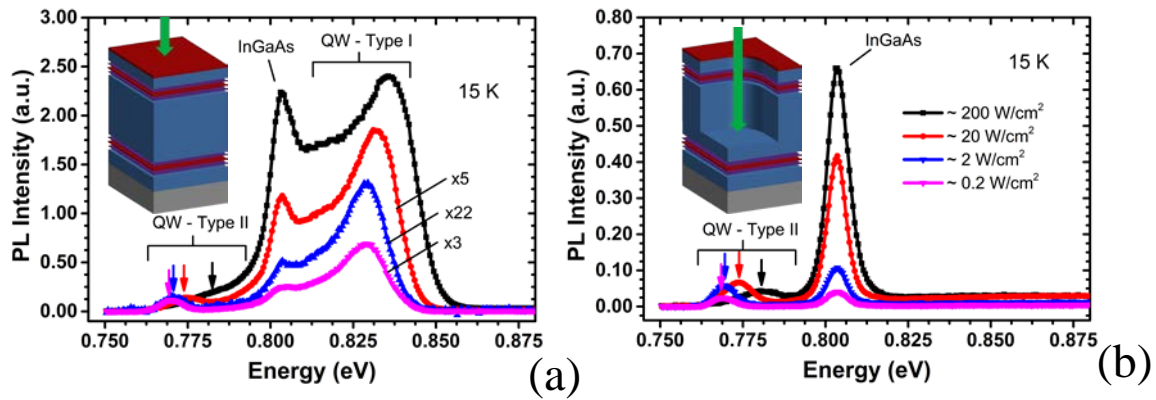 3.00
2.50
2.00
1.50
1.00
0.50
0.00
PL Intensity (a.u.)
InGaAs
QW - Type I
15 K
x5
x22
x3
QW - Type II
0.750 0.775 0.800 0.825 0.850 0.875
Energy (eV)
(a)
0.80
0.70
0.60
0.50
0.40
0.30
0.20
0.10
0.00
PL Intensity (a.u.)
InGaAs
15 K
~ 200 W/cm²
~ 20 W/cm²
~ 2 W/cm²
~ 0.2 W/cm²
QW - Type II
0.750 0.775 0.800 0.825 0.850 0.875
Energy (eV)
(b)